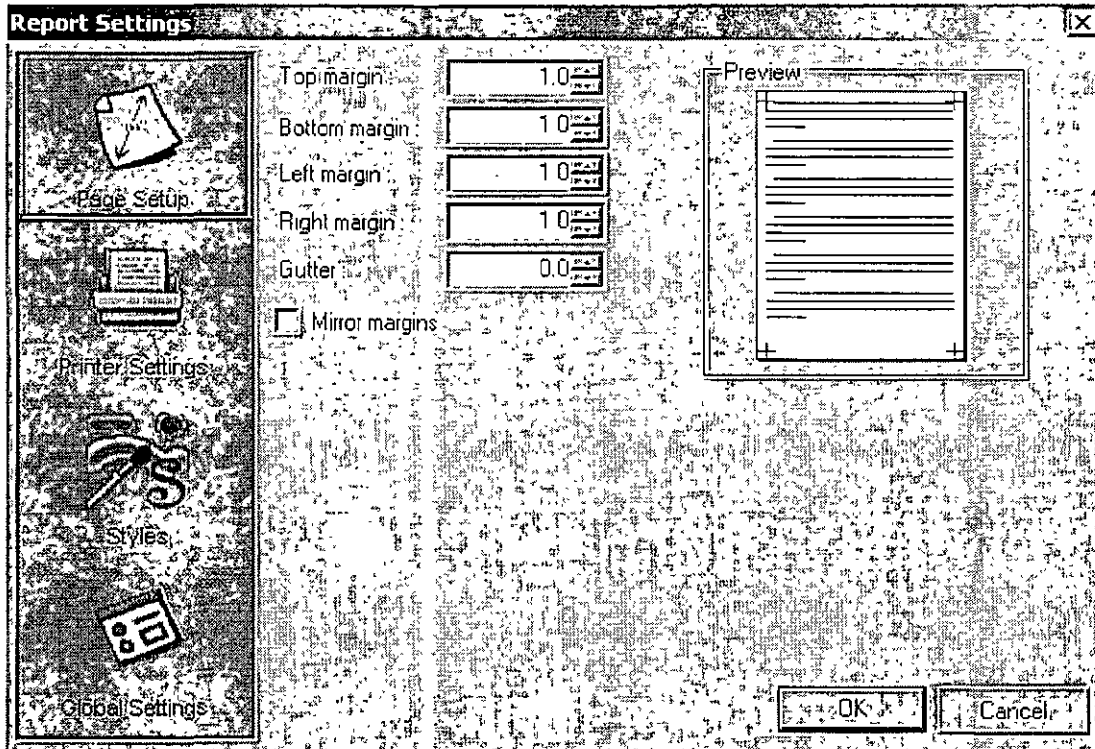 Report Settings
Page Setup
Printer Settings
Styles
Global Settings
Top margin : 1.0
Bottom margin : 1.0
Left margin : 1.0
Right margin : 1.0
Gutter : 0.0
Mirror margins
Preview
OK
Cancel